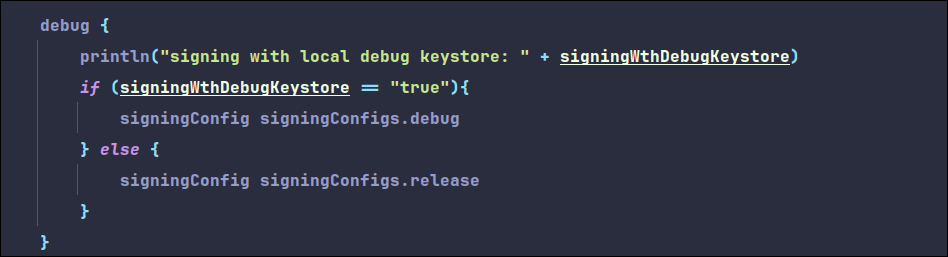 debug {
println("signing with local debug keystore: " + signingWthDebugKeystore)
if (signingWthDebugKeystore == "true"){
signingConfig signingConfigs.debug
} else {
signingConfig signingConfigs.release
}
}